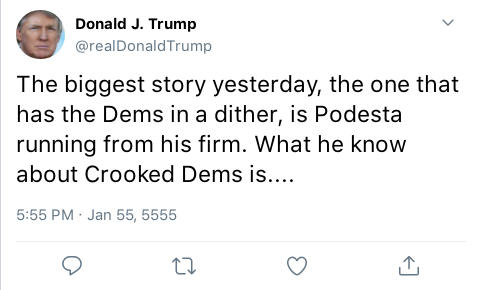 Donald J. Trump
@realDonaldTrump
The biggest story yesterday, the one that
has the Dems in a dither, is Podesta
running from his firm. What he know
about Crooked Dems is....
5:55 PM · Jan 55, 5555